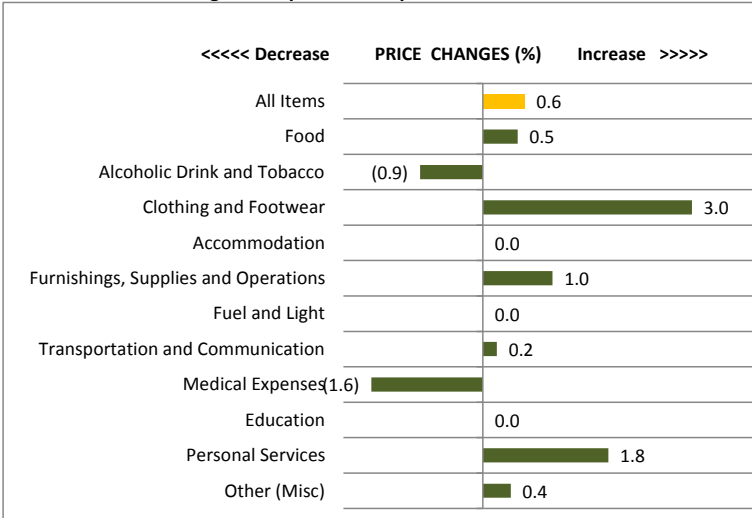 <<<<< Decrease PRICE CHANGES (%) Increase >>>>>
All Items 0.6
Food 0.5
Alcoholic Drink and Tobacco (0.9)
Clothing and Footwear 3.0
Accommodation 0.0
Furnishings, Supplies and Operations 1.0
Fuel and Light 0.0
Transportation and Communication 0.2
Medical Expenses (1.6)
Education 0.0
Personal Services 1.8
Other (Misc) 0.4